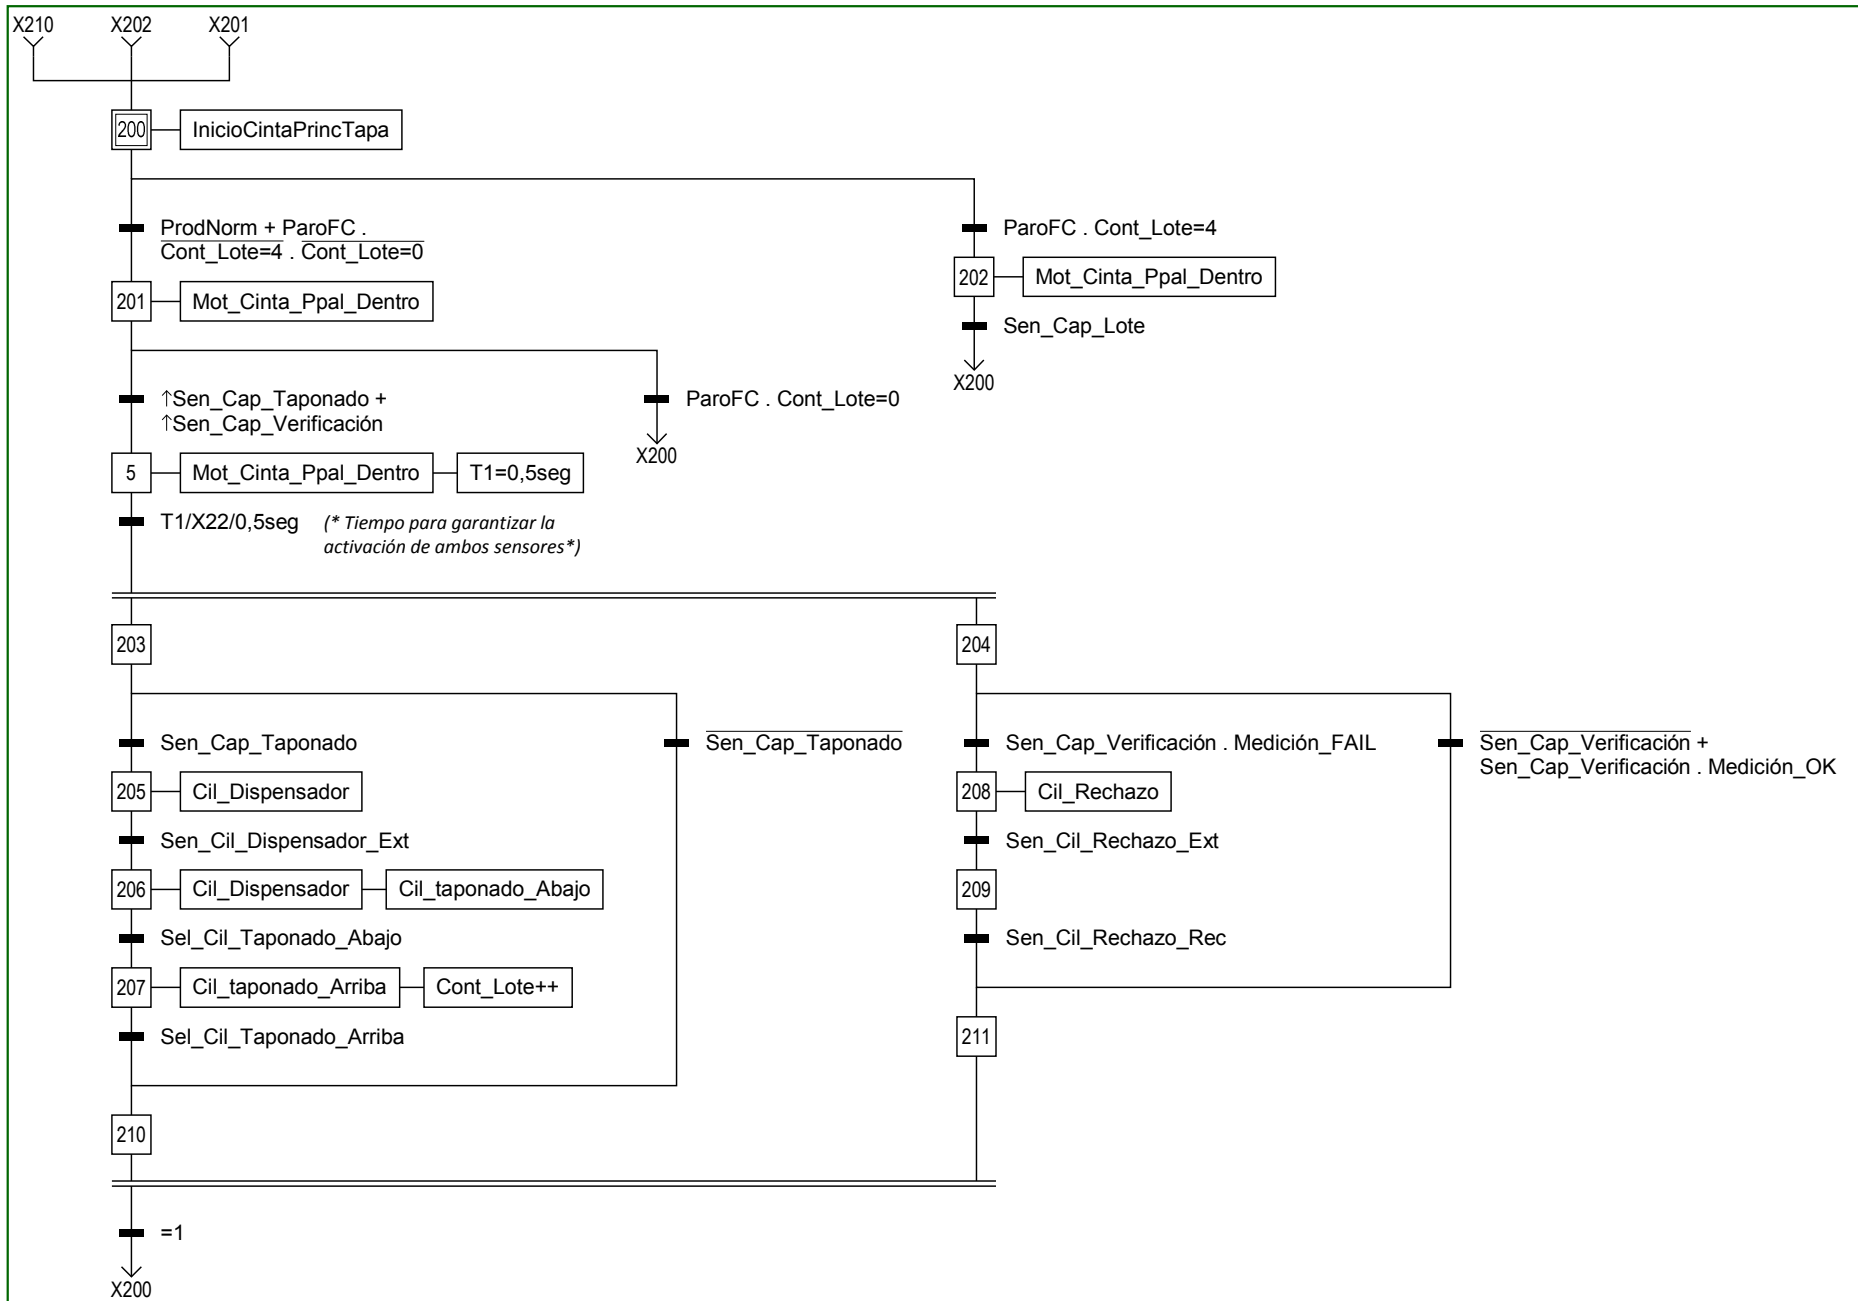 X210
X202
X201
200
InicioCintaPrincTapa
ProdNorm + ParoFC .
Cont_Lote=4 . Cont_Lote=0
ParoFC . Cont_Lote=4
201
Mot_Cinta_Ppal_Dentro
202
Mot_Cinta_Ppal_Dentro
Sen_Cap_Lote
X200
↑Sen_Cap_Taponado +
↑Sen_Cap_Verificación
ParoFC . Cont_Lote=0
X200
5
Mot_Cinta_Ppal_Dentro
T1=0,5seg
T1/X22/0,5seg
(* Tiempo para garantizar la
activación de ambos sensores*)
203
204
Sen_Cap_Taponado
Sen_Cap_Taponado
Sen_Cap_Verificación . Medición_FAIL
Sen_Cap_Verificación +
Sen_Cap_Verificación . Medición_OK
205
Cil_Dispensador
208
Cil_Rechazo
Sen_Cil_Dispensador_Ext
Sen_Cil_Rechazo_Ext
206
Cil_Dispensador
Cil_taponado_Abajo
209
Sel_Cil_Taponado_Abajo
Sen_Cil_Rechazo_Rec
207
Cil_taponado_Arriba
Cont_Lote++
Sel_Cil_Taponado_Arriba
211
210
=1
X200